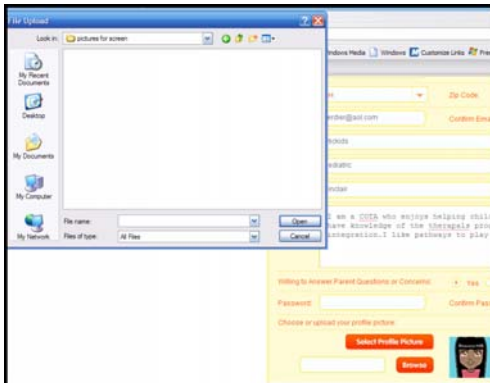 File Upload
Look in: pictures for screen
My Recent Documents
Desktop
My Documents
My Computer
My Network
File name: Open
Files of type: All Files Cancel
Windows Media Windows Customize Links
Zip Code
@aol.com Confirm Ema
I am a COTA who enjoys helping chil
have knowledge of the therapals pro
integration.I like pathways to play
Willing to Answer Parent Questions or Concerns: Yes
Password: Confirm Pas
Choose or upload your profile picture:
Select Profile Picture
Browse